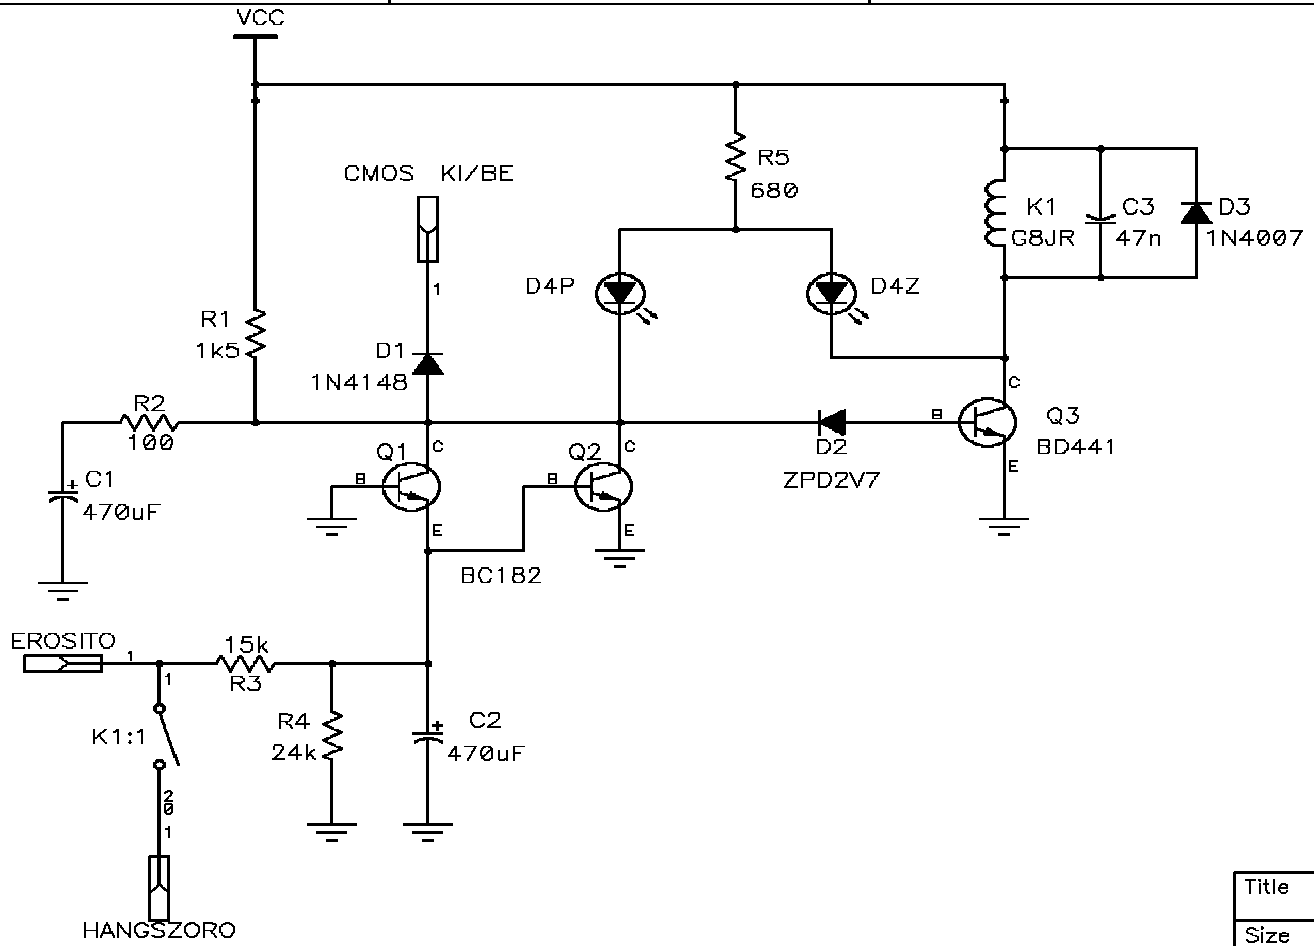 VCC
CMOS KI/BE
R5
680
K1
G8JR
C3
47n
D3
1N4007
D4P
D4Z
1
R1
1k5
D1
1N4148
R2
100
C
B
Q3
BD441
E
D2
ZPD2V7
Q1
C
B
E
Q2
C
B
E
C1
470uF
BC182
EROSITO
1
15k
R3
1
K1:1
R4
24k
C2
470uF
20
1
HANGSZORO
Title
Size